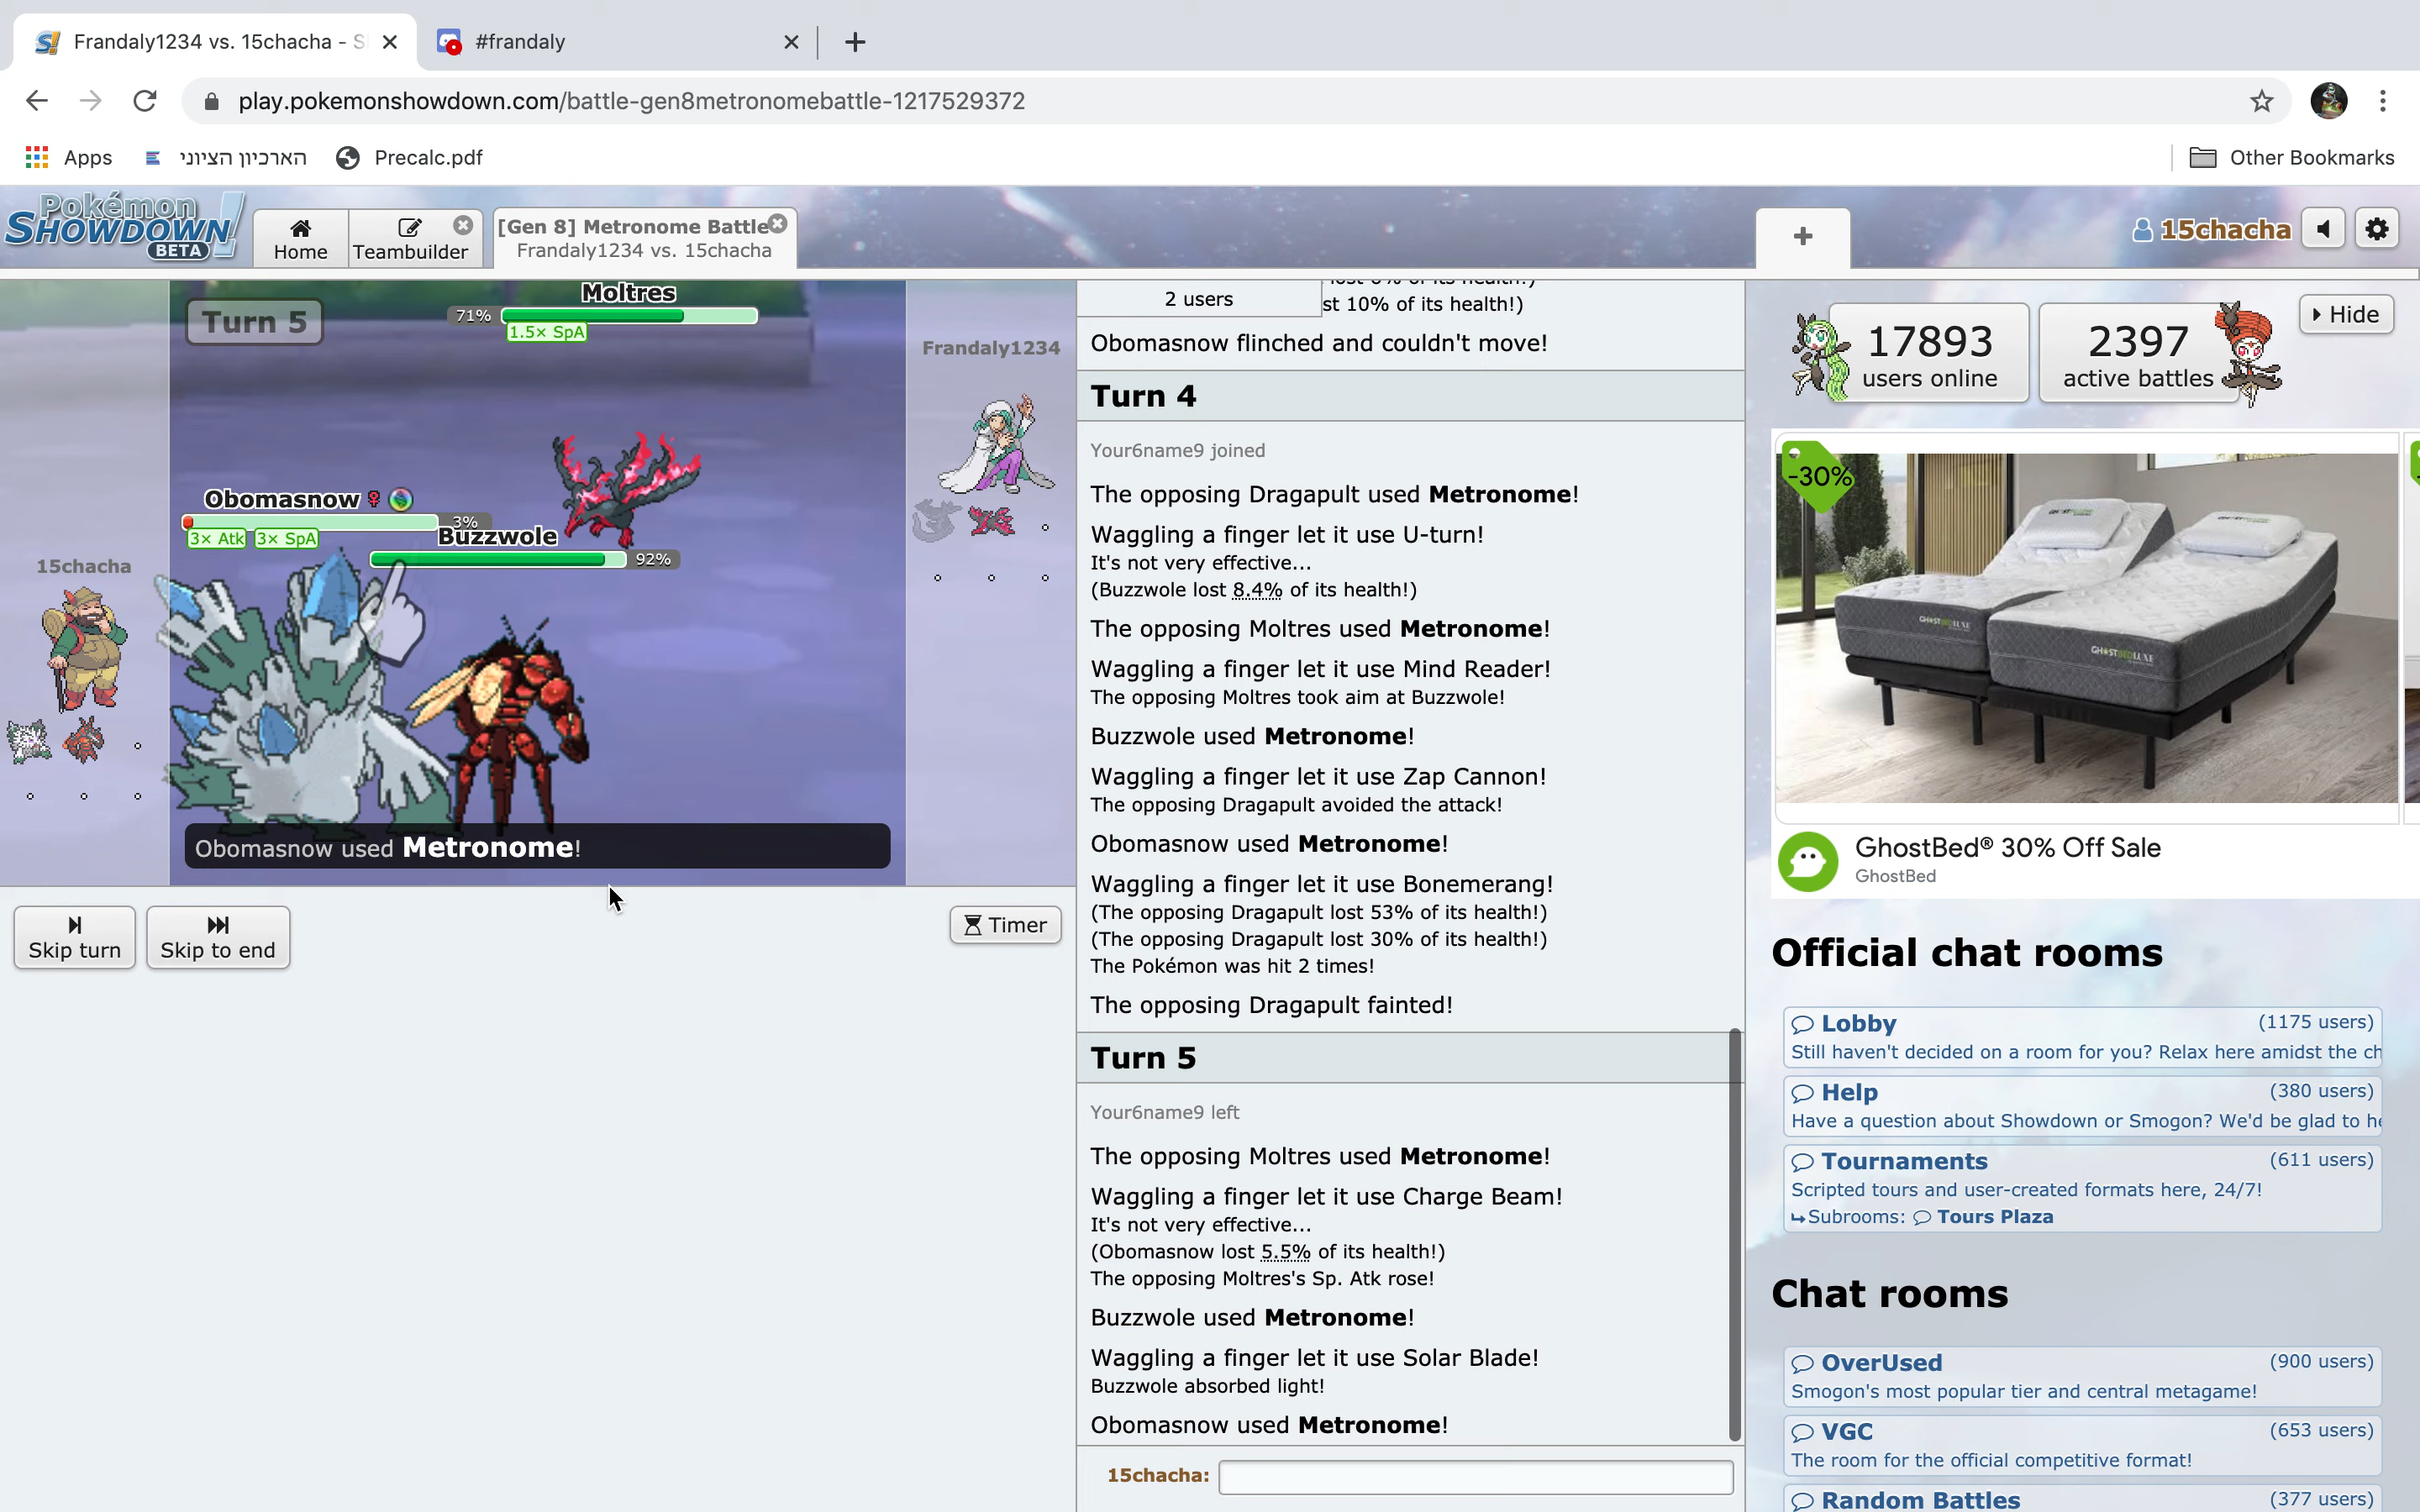 Frandaly1234 vs. 15chacha - S
#frandaly
play.pokemonshowdown.com/battle-gen8metronomebattle-1217529372
Apps
הארכיון הציוני
Precalc.pdf
Other Bookmarks
Pokémon
SHOWDOWN!
BETA
Home
Teambuilder
[Gen 8] Metronome Battle
Frandaly1234 vs. 15chacha
+
15chacha
Turn 5
Moltres
71%
1.5× SpA
Frandaly1234
Obomasnow ♀
3%
3× Atk 3× SpA
Buzzwole
92%
15chacha
Obomasnow used Metronome!
Skip turn
Skip to end
Timer
2 users
st 10% of its health!)
Obomasnow flinched and couldn't move!
Turn 4
Your6name9 joined
The opposing Dragapult used Metronome!
Waggling a finger let it use U-turn!
It's not very effective...
(Buzzwole lost 8.4% of its health!)
The opposing Moltres used Metronome!
Waggling a finger let it use Mind Reader!
The opposing Moltres took aim at Buzzwole!
Buzzwole used Metronome!
Waggling a finger let it use Zap Cannon!
The opposing Dragapult avoided the attack!
Obomasnow used Metronome!
Waggling a finger let it use Bonemerang!
(The opposing Dragapult lost 53% of its health!)
(The opposing Dragapult lost 30% of its health!)
The Pokémon was hit 2 times!
The opposing Dragapult fainted!
Turn 5
Your6name9 left
The opposing Moltres used Metronome!
Waggling a finger let it use Charge Beam!
It's not very effective...
(Obomasnow lost 5.5% of its health!)
The opposing Moltres's Sp. Atk rose!
Buzzwole used Metronome!
Waggling a finger let it use Solar Blade!
Buzzwole absorbed light!
Obomasnow used Metronome!
15chacha:
17893
users online
2397
active battles
Hide
-30%
GHOSTBEDLUXE
GHOSTBEDLUXE
GhostBed® 30% Off Sale
GhostBed
Official chat rooms
Lobby (1175 users)
Still haven't decided on a room for you? Relax here amidst the ch
Help (380 users)
Have a question about Showdown or Smogon? We'd be glad to he
Tournaments (611 users)
Scripted tours and user-created formats here, 24/7!
Subrooms: Tours Plaza
Chat rooms
OverUsed (900 users)
Smogon's most popular tier and central metagame!
VGC (653 users)
The room for the official competitive format!
Random Battles (377 users)